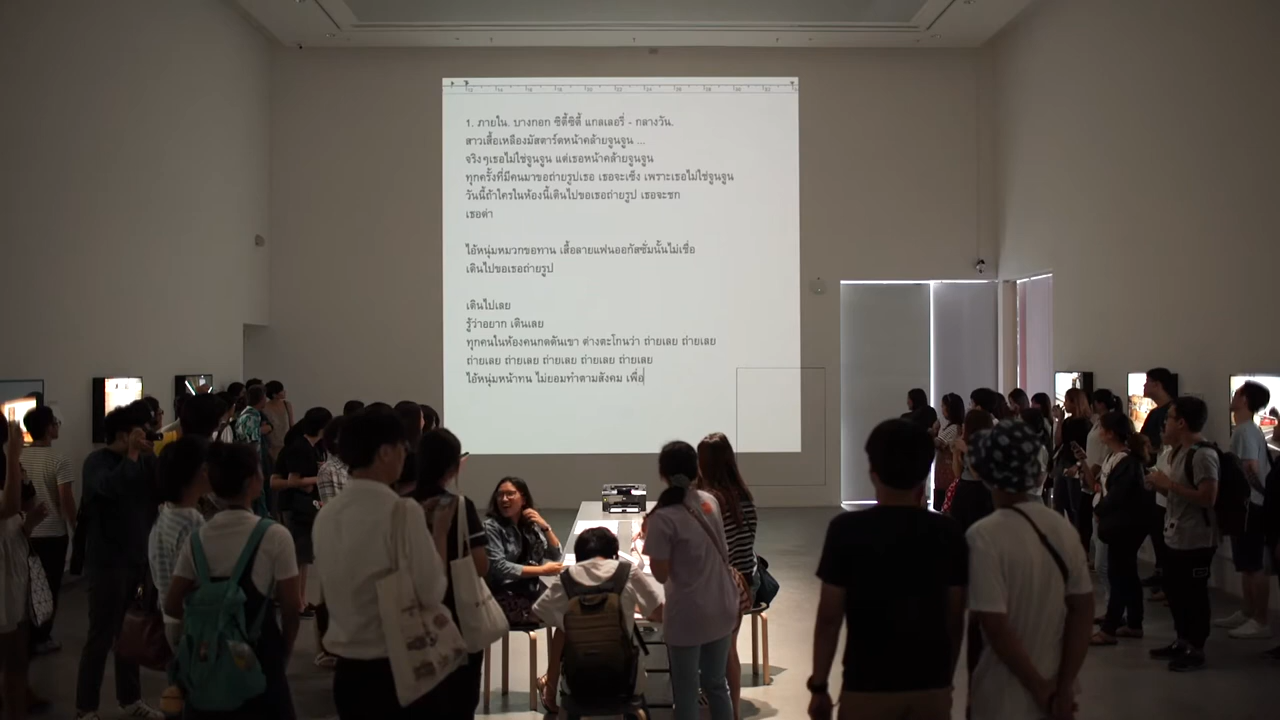 1. ภายใน. บางกอก ซิตี้ซิตี้ แกลเลอรี่ - กลางวัน.
สาวเสื้อเหลืองมัสตาร์ดหน้าคล้ายจูนจูน ...
จริงๆเธอไม่ใช่จูนจูน แต่เธอหน้าคล้ายจูนจูน
ทุกครั้งที่มีคนมาขอถ่ายรูปเธอ เธอจะเซ็ง เพราะเธอไม่ใช่จูนจูน
วันนี้ถ้าใครในห้องนี้เดินไปขอเธอถ่ายรูป เธอจะชก
เธอด่า
ไอ้หนุ่มหมวกขอทาน เสื้อลายแฟนออกัสซั่มนั้นไม่เชื่อ
เดินไปขอเธอถ่ายรูป
เดินไปเลย
รู้ว่าอยาก เดินเลย
ทุกคนในห้องคนกดดันเขา ต่างตะโกนว่า ถ่ายเลย ถ่ายเลย
ถ่ายเลย ถ่ายเลย ถ่ายเลย ถ่ายเลย ถ่ายเลย
ไอ้หนุ่มหน้าทน ไม่ยอมทำตามสังคม เพื่อ